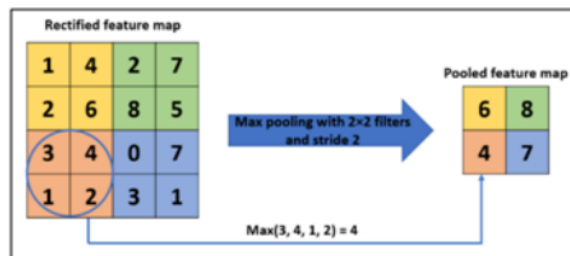 Rectified feature map
1 4 2 7
2 6 8 5
3 4 0 7
1 2 3 1
Max pooling with 2×2 filters
and stride 2
Pooled feature map
6 8
4 7
Max(3, 4, 1, 2) = 4